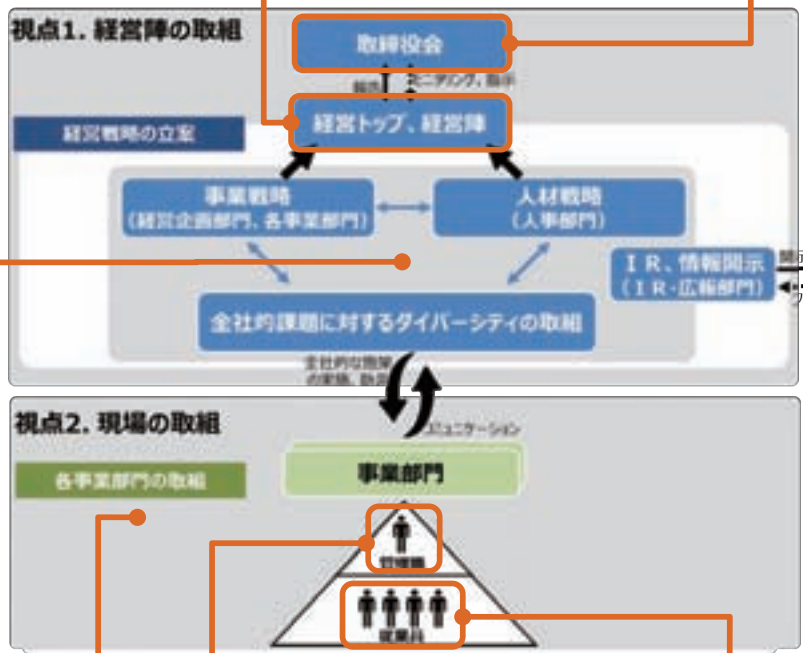 視点1. 経営陣の取組
取締役会
報告
モニタリング、指示
経営トップ、経営陣
経営戦略の立案
事業戦略
(経営企画部門、各事業部門)
人材戦略
(人事部門)
IR、情報開示
(IR・広報部門)
開示
全社的課題に対するダイバーシティの取組
全社的な施策
の実施、
視点2. 現場の取組
コミュニケーション
各事業部門の取組
事業部門
管理職
従業員